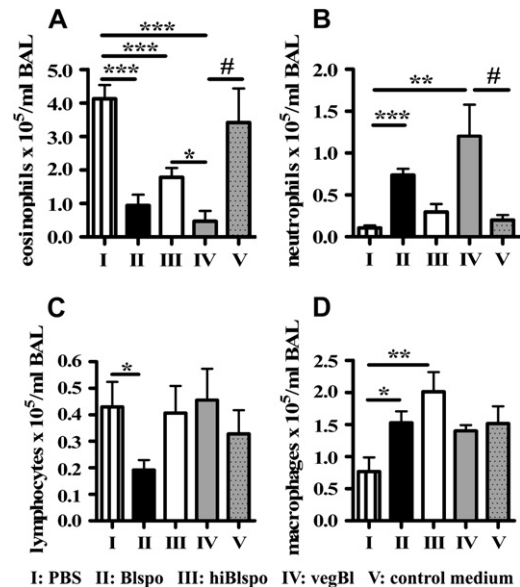 A
***
***
***
#
*
eosinophils x 10⁵/ml BAL
5.0
4.0
3.0
2.0
1.0
0.0
I II III IV V
B
**
#
***
neutrophils x 10⁵/ml BAL
2.0
1.5
1.0
0.5
0.0
I II III IV V
C
*
lymphocytes x 10⁵/ml BAL
0.6
0.5
0.4
0.3
0.2
0.1
0.0
I II III IV V
D
**
*
macrophages x 10⁵/ml BAL
2.5
2.0
1.5
1.0
0.5
0.0
I II III IV V
I: PBS II: Blspo III: hiBlspo IV: vegBl V: control medium